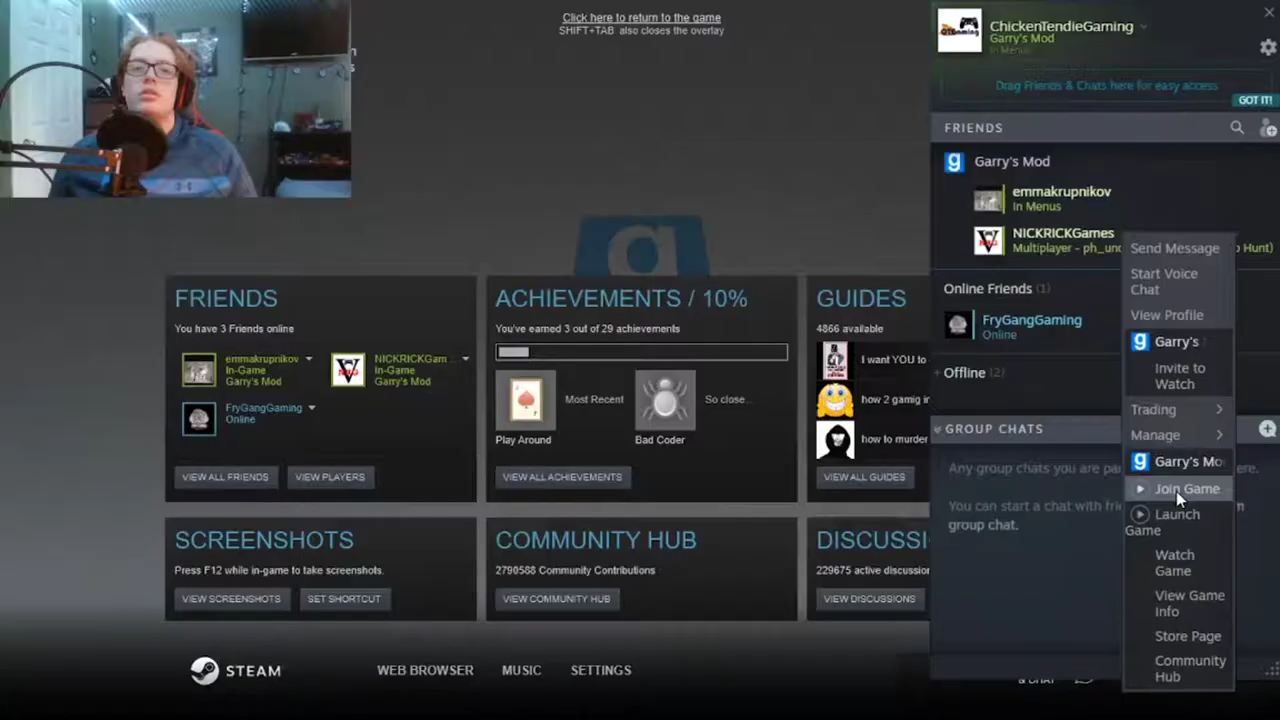 Click here to return to the game
SHIFT+TAB also closes the overlay
ChickenTendieGaming
Garry's Mod
In Menus
Drag Friends & Chats here for easy access
GOT IT!
FRIENDS
Garry's Mod
emmakrupnikov
In Menus
NICKRICKGames
Multiplayer - ph_
Hunt)
Online Friends (1)
FryGangGaming
Online
Offline (2)
GROUP CHATS
Any group chats you are
here.
You can start a chat with
group chat.
Send Message
Start Voice
Chat
View Profile
Garry's
Invite to
Watch
Trading
Manage
Garry's Mo
Join Game
Launch
Game
Watch
Game
View Game
Info
Store Page
Community
Hub
FRIENDS
You have 3 Friends online
emmakrupnikov
In-Game
Garry's Mod
NICKRICKGam...
In-Game
Garry's Mod
FryGangGaming
Online
VIEW ALL FRIENDS
VIEW PLAYERS
ACHIEVEMENTS / 10%
You've earned 3 out of 29 achievements
Most Recent
So close...
Play Around
Bad Coder
VIEW ALL ACHIEVEMENTS
GUIDES
4866 available
I want YOU to
how 2 gamig in
how to murder
VIEW ALL GUIDES
SCREENSHOTS
Press F12 while in-game to take screenshots.
VIEW SCREENSHOTS
SET SHORTCUT
COMMUNITY HUB
2790588 Community Contributions
VIEW COMMUNITY HUB
DISCUSSI
229675 active discussion
VIEW DISCUSSIONS
STEAM
WEB BROWSER
MUSIC
SETTINGS
& CHAT